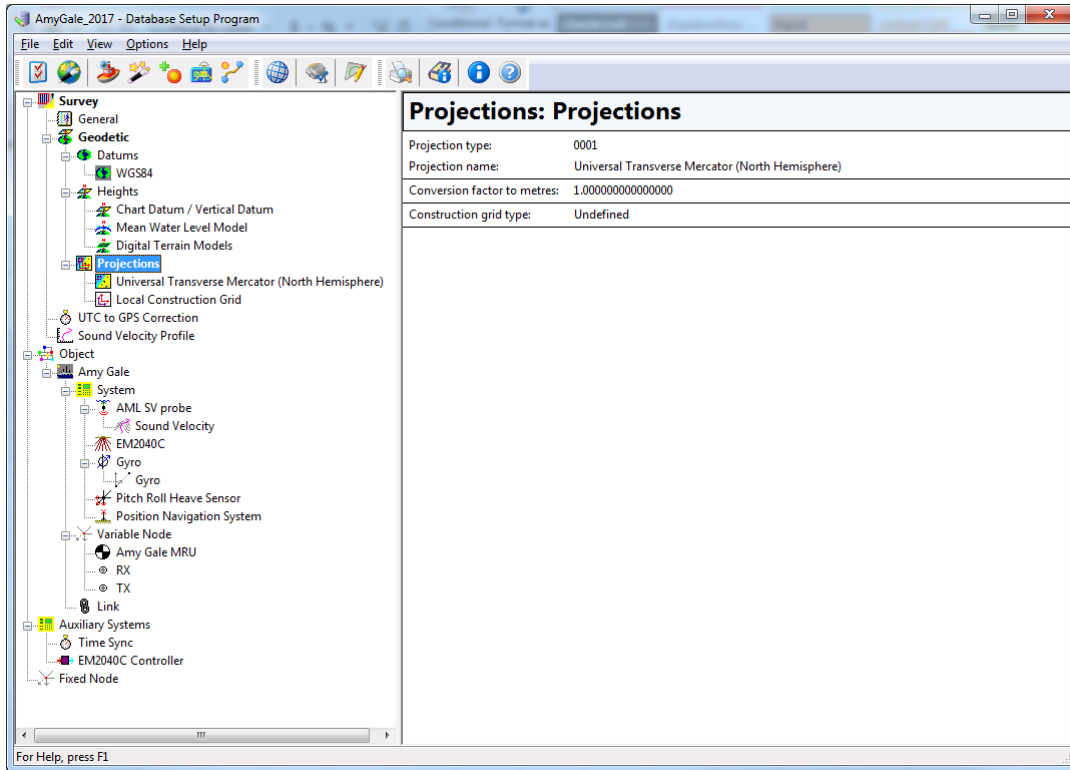 AmyGale_2017 - Database Setup Program
File Edit View Options Help
Survey
General
Geodetic
Datums
WGS84
Heights
Chart Datum / Vertical Datum
Mean Water Level Model
Digital Terrain Models
Projections
Universal Transverse Mercator (North Hemisphere)
Local Construction Grid
UTC to GPS Correction
Sound Velocity Profile
Object
Amy Gale
System
AML SV probe
Sound Velocity
EM2040C
Gyro
Gyro
Pitch Roll Heave Sensor
Position Navigation System
Variable Node
Amy Gale MRU
RX
TX
Link
Auxiliary Systems
Time Sync
EM2040C Controller
Fixed Node
Projections: Projections
Projection type: 0001
Projection name: Universal Transverse Mercator (North Hemisphere)
Conversion factor to metres: 1.000000000000000
Construction grid type: Undefined
For Help, press F1